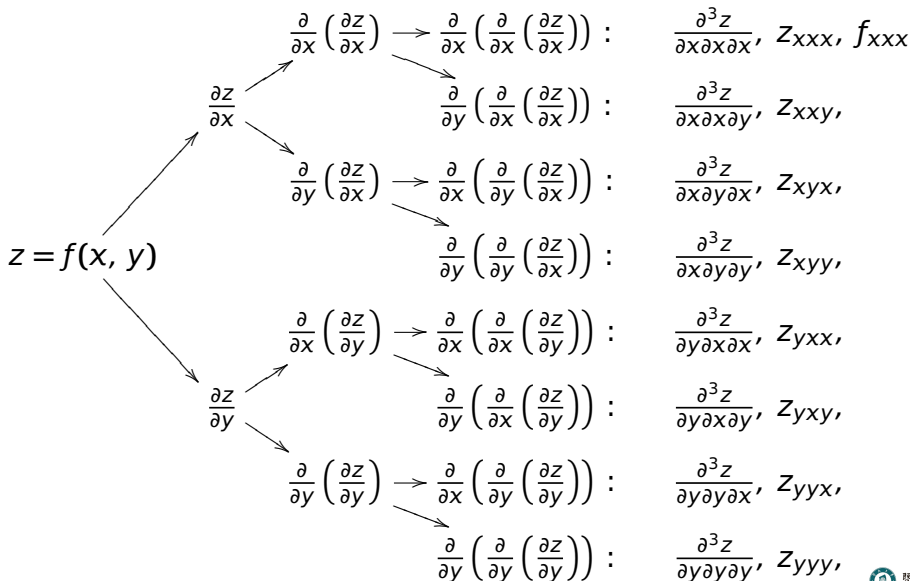 ∂/∂x (∂z/∂x) → ∂/∂x (∂/∂x (∂z/∂x)) : ∂³z/∂x∂x∂x, z_xxx, f_xxx
∂z/∂x ∂/∂y (∂/∂x (∂z/∂x)) : ∂³z/∂x∂x∂y, z_xxy,
∂/∂y (∂z/∂x) → ∂/∂x (∂/∂y (∂z/∂x)) : ∂³z/∂x∂y∂x, z_xyx,
z = f(x, y) ∂/∂y (∂/∂y (∂z/∂x)) : ∂³z/∂x∂y∂y, z_xyy,
∂/∂x (∂z/∂y) → ∂/∂x (∂/∂x (∂z/∂y)) : ∂³z/∂y∂x∂x, z_yxx,
∂z/∂y ∂/∂y (∂/∂x (∂z/∂y)) : ∂³z/∂y∂x∂y, z_yxy,
∂/∂y (∂z/∂y) → ∂/∂x (∂/∂y (∂z/∂y)) : ∂³z/∂y∂y∂x, z_yyx,
∂/∂y (∂/∂y (∂z/∂y)) : ∂³z/∂y∂y∂y, z_yyy,